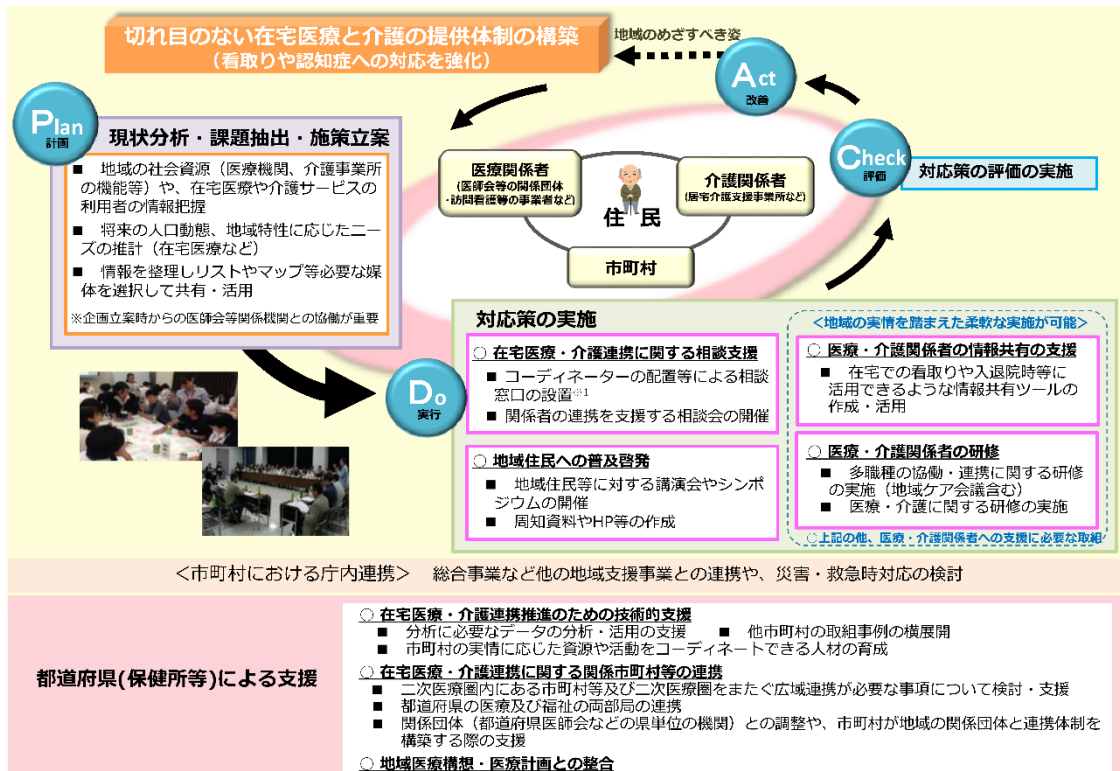 切れ目のない在宅医療と介護の提供体制の構築
（看取りや認知症への対応を強化）
地域のめざすべき姿
Act
改善
Plan
計画
現状分析・課題抽出・施策立案
■ 地域の社会資源（医療機関、介護事業所
の機能等）や、在宅医療や介護サービスの
利用者の情報把握
■ 将来の人口動態、地域特性に応じたニー
ズの推計（在宅医療など）
■ 情報を整理しリストやマップ等必要な媒
体を選択して共有・活用
※企画立案時からの医師会等関係機関との協働が重要
医療関係者
(医師会等の関係団体
・訪問看護等の事業者など)
介護関係者
(居宅介護支援事業所など)
住 民
市町村
Check
評価
対応策の評価の実施
Do
実行
対応策の実施
○ 在宅医療・介護連携に関する相談支援
■ コーディネーターの配置等による相談
窓口の設置※1
■ 関係者の連携を支援する相談会の開催
○ 地域住民への普及啓発
■ 地域住民等に対する講演会やシンポ
ジウムの開催
■ 周知資料やHP等の作成
＜地域の実情を踏まえた柔軟な実施が可能＞
○ 医療・介護関係者の情報共有の支援
■ 在宅での看取りや入退院時等に
活用できるような情報共有ツールの
作成・活用
○ 医療・介護関係者の研修
■ 多職種の協働・連携に関する研修
の実施（地域ケア会議含む）
■ 医療・介護に関する研修の実施
○上記の他、医療・介護関係者への支援に必要な取組
＜市町村における庁内連携＞ 総合事業など他の地域支援事業との連携や、災害・救急時対応の検討
都道府県(保健所等)による支援
○ 在宅医療・介護連携推進のための技術的支援
■ 分析に必要なデータの分析・活用の支援 ■ 他市町村の取組事例の横展開
■ 市町村の実情に応じた資源や活動をコーディネートできる人材の育成
○ 在宅医療・介護連携に関する関係市町村等の連携
■ 二次医療圏内にある市町村等及び二次医療圏をまたぐ広域連携が必要な事項について検討・支援
■ 都道府県の医療及び福祉の両部局の連携
■ 関係団体（都道府県医師会などの県単位の機関）との調整や、市町村が地域の関係団体と連携体制を
構築する際の支援
○ 地域医療構想・医療計画との整合